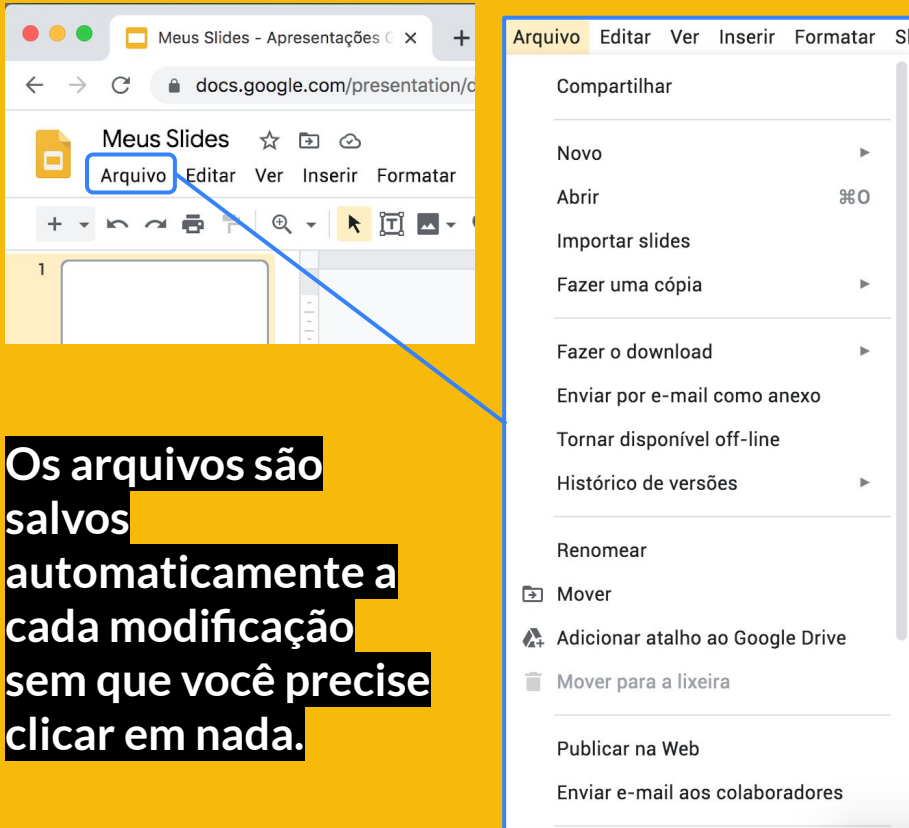 Meus Slides - Apresentações G
docs.google.com/presentation/d
Meus Slides
Arquivo Editar Ver Inserir Formatar
1
Os arquivos são
salvos
automaticamente a
cada modificação
sem que você precise
clicar em nada.
Arquivo Editar Ver Inserir Formatar Sl
Compartilhar
Novo
Abrir ⌘O
Importar slides
Fazer uma cópia
Fazer o download
Enviar por e-mail como anexo
Tornar disponível off-line
Histórico de versões
Renomear
Mover
Adicionar atalho ao Google Drive
Mover para a lixeira
Publicar na Web
Enviar e-mail aos colaboradores